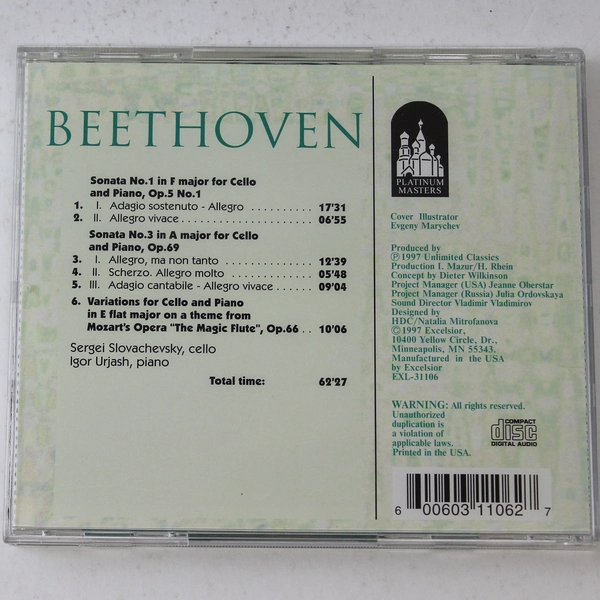 BEETHOVEN
Sonata No.1 in F major for Cello
and Piano, Op.5 No.1
1. I. Adagio sostenuto - Allegro .......... 17'31
2. II. Allegro vivace .................... 06'55
Sonata No.3 in A major for Cello
and Piano, Op.69
3. I. Allegro, ma non tanto ............. 12'39
4. II. Scherzo. Allegro molto ........... 05'48
5. III. Adagio cantabile - Allegro vivace .... 09'04
6. Variations for Cello and Piano
in E flat major on a theme from
Mozart's Opera "The Magic Flute", Op.66 .. 10'06
Sergei Slovachevsky, cello
Igor Urjash, piano
Total time: 62'27
PLATINUM
MASTERS
Cover Illustrator
Evgeny Marychev
Produced by
℗ 1997 Unlimited Classics
Production I. Mazur/H. Rhein
Concept by Dieter Wilkinson
Project Manager (USA) Jeanne Oberstar
Project Manager (Russia) Julia Ordovskaya
Sound Director Vladimir Vladimirov
Designed by
HDC/Natalia Mitrofanova
©1997 Excelsior,
10400 Yellow Circle, Dr.,
Minneapolis, MN 55343.
Manufactured in the USA
by Excelsior
EXL-31106
WARNING: All rights reserved.
Unauthorized
duplication is
a violation of
applicable laws.
Printed in the USA.
COMPACT
disc
DIGITAL AUDIO
6 00603 11062 7